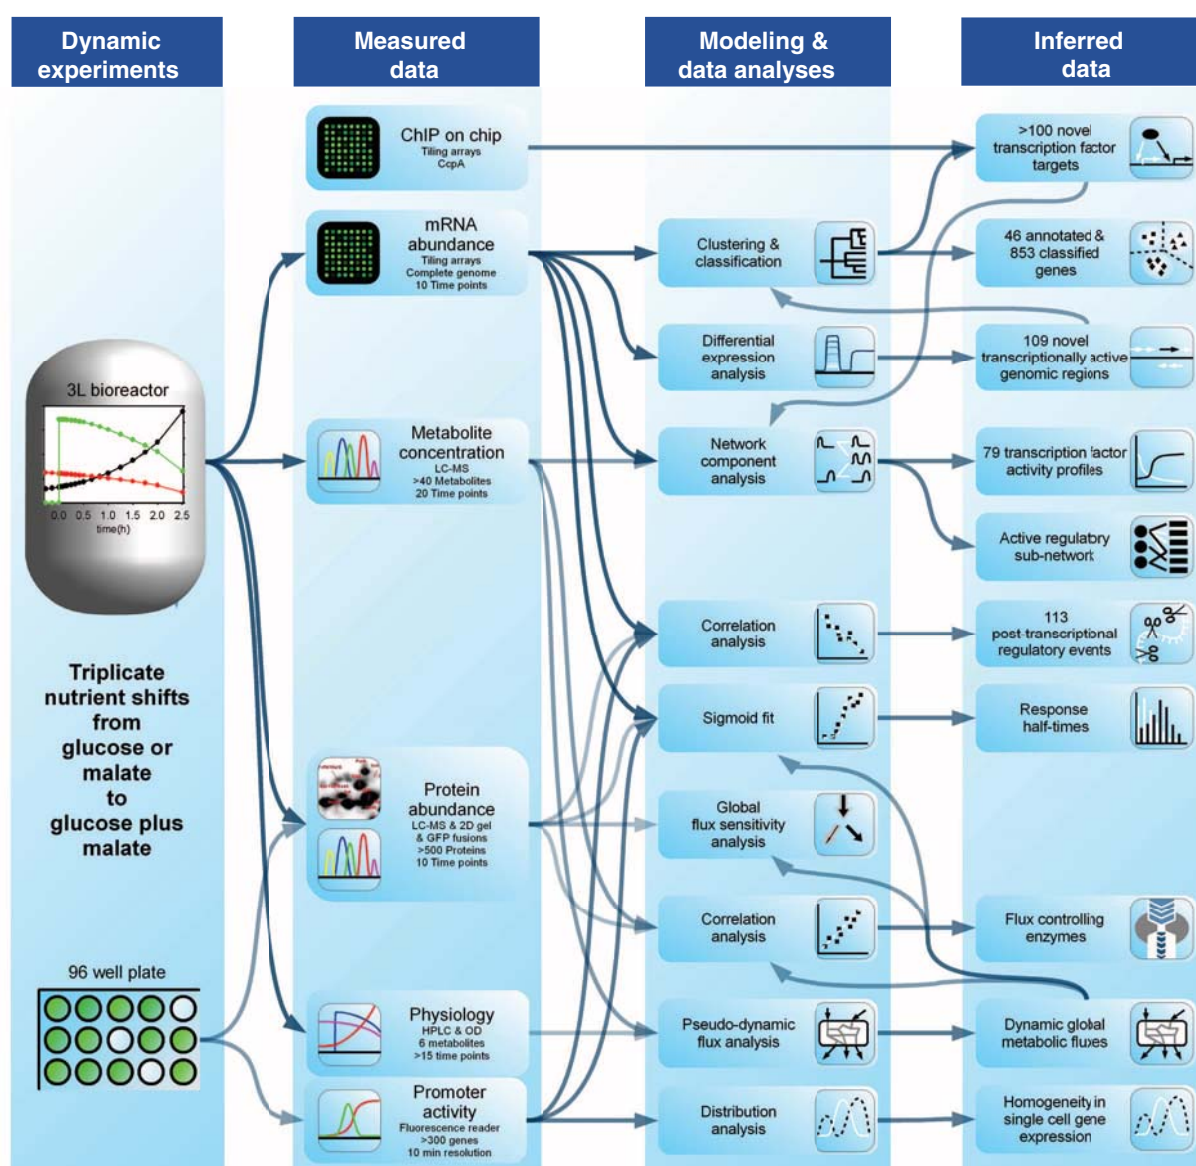 Dynamic
experiments
Measured
data
Modeling &
data analyses
Inferred
data
3L bioreactor
0.0 0.5 1.0 1.5 2.0 2.5
time(h)
Triplicate
nutrient shifts
from
glucose or
malate
to
glucose plus
malate
96 well plate
ChIP on chip
Tiling arrays
CcpA
mRNA
abundance
Tiling arrays
Complete genome
10 Time points
Metabolite
concentration
LC-MS
>40 Metabolites
20 Time points
Protein
abundance
LC-MS & 2D gel
& GFP fusions
>500 Proteins
10 Time points
Physiology
HPLC & OD
6 metabolites
>15 time points
Promoter
activity
Fluorescence reader
>300 genes
10 min resolution
Clustering &
classification
Differential
expression
analysis
Network
component
analysis
Correlation
analysis
Sigmoid fit
Global
flux sensitivity
analysis
Correlation
analysis
Pseudo-dynamic
flux analysis
Distribution
analysis
>100 novel
transcription factor
targets
46 annotated &
853 classified
genes
109 novel
transcriptionally active
genomic regions
79 transcription factor
activity profiles
Active regulatory
sub-network
113
post-transcriptional
regulatory events
Response
half-times
Flux controlling
enzymes
Dynamic global
metabolic fluxes
Homogeneity in
single cell gene
expression